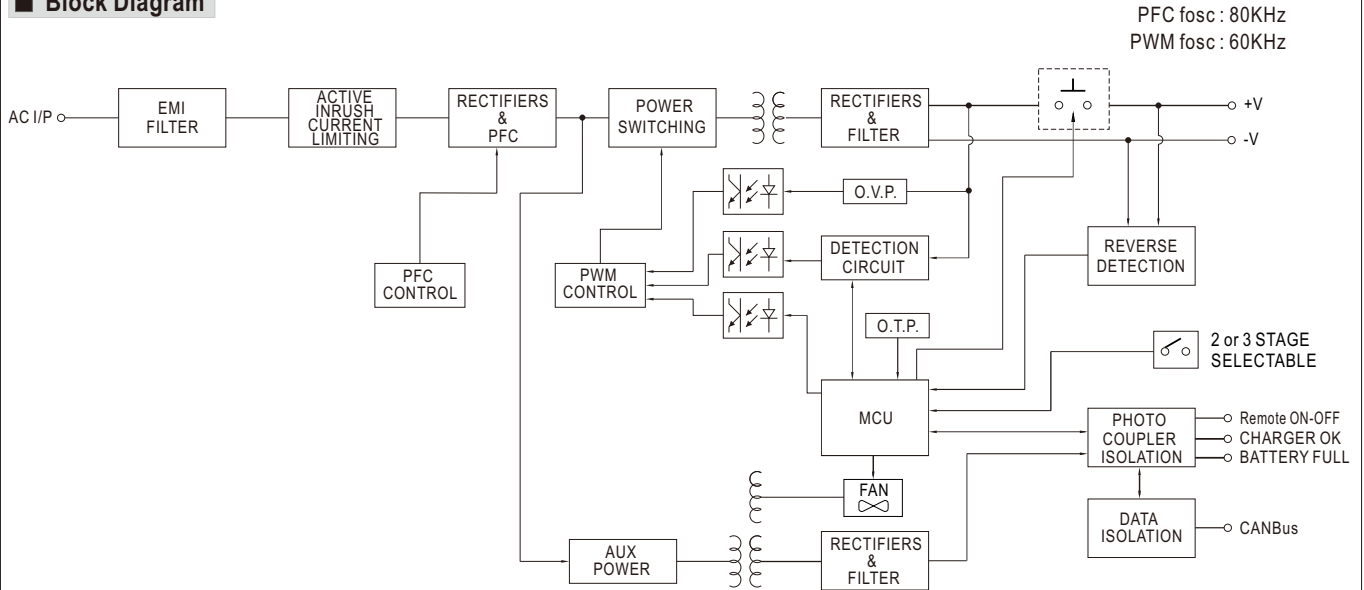 ■ Block Diagram
PFC fosc : 80KHz
PWM fosc : 60KHz
AC I/P
EMI
FILTER
ACTIVE
INRUSH
CURRENT
LIMITING
RECTIFIERS
&
PFC
POWER
SWITCHING
RECTIFIERS
&
FILTER
+V
-V
O.V.P.
PFC
CONTROL
PWM
CONTROL
DETECTION
CIRCUIT
REVERSE
DETECTION
O.T.P.
2 or 3 STAGE
SELECTABLE
MCU
PHOTO
COUPLER
ISOLATION
Remote ON-OFF
CHARGER OK
BATTERY FULL
FAN
DATA
ISOLATION
CANBus
AUX
POWER
RECTIFIERS
&
FILTER